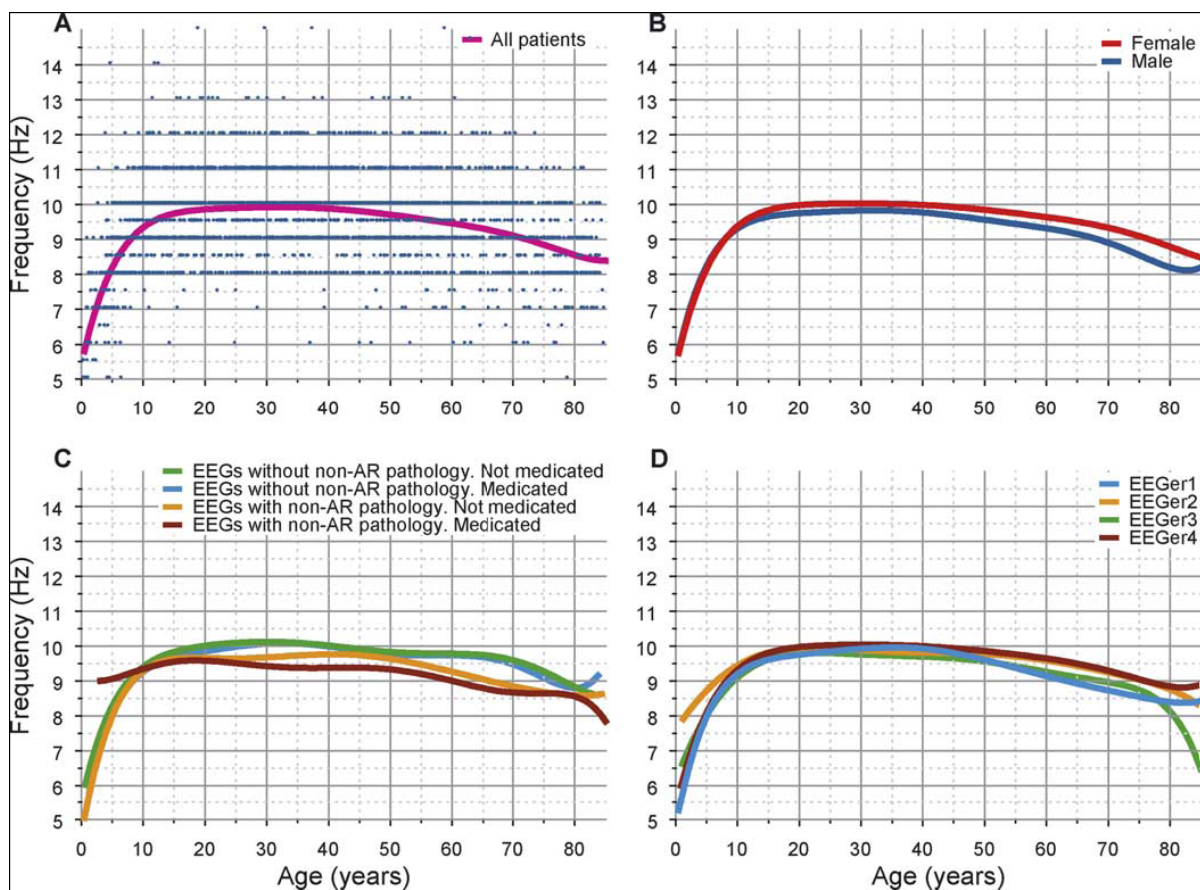 A
All patients
Frequency (Hz)
14
13
12
11
10
9
8
7
6
5
0 10 20 30 40 50 60 70 80
B
Female
Male
14
13
12
11
10
9
8
7
6
5
0 10 20 30 40 50 60 70 80
C
EEGs without non-AR pathology. Not medicated
EEGs without non-AR pathology. Medicated
EEGs with non-AR pathology. Not medicated
EEGs with non-AR pathology. Medicated
Frequency (Hz)
14
13
12
11
10
9
8
7
6
5
0 10 20 30 40 50 60 70 80
Age (years)
D
EEGer1
EEGer2
EEGer3
EEGer4
14
13
12
11
10
9
8
7
6
5
0 10 20 30 40 50 60 70 80
Age (years)